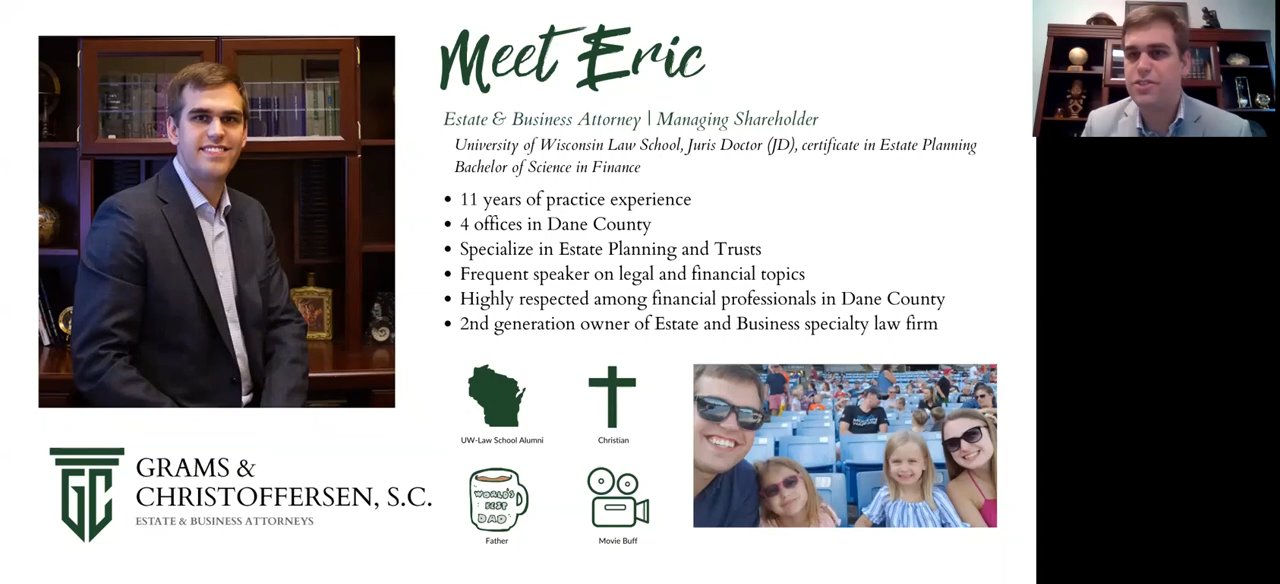 Meet Eric
Estate & Business Attorney | Managing Shareholder
University of Wisconsin Law School, Juris Doctor (JD), certificate in Estate Planning
Bachelor of Science in Finance
• 11 years of practice experience
• 4 offices in Dane County
• Specialize in Estate Planning and Trusts
• Frequent speaker on legal and financial topics
• Highly respected among financial professionals in Dane County
• 2nd generation owner of Estate and Business specialty law firm
UW-Law School Alumni
Christian
WORLD'S
BEST
DAD
Father
Movie Buff
GC
GRAMS &
CHRISTOFFERSEN, S.C.
ESTATE & BUSINESS ATTORNEYS